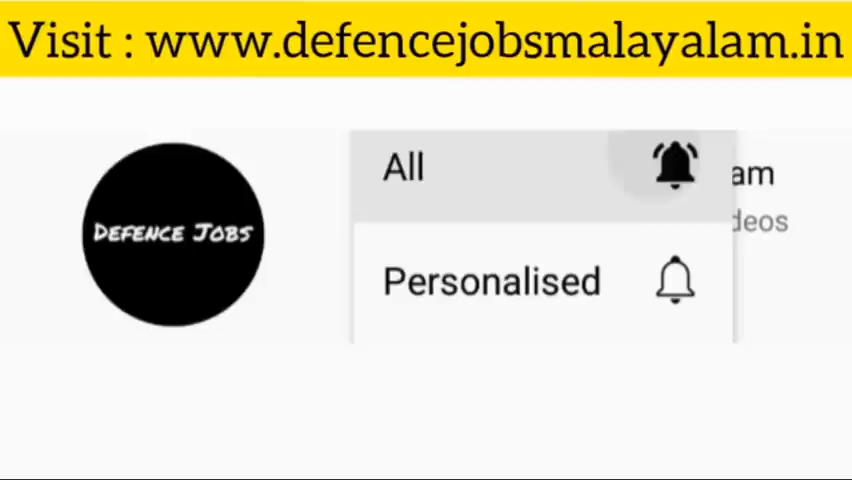 Visit : www.defencejobsmalayalam.in
DEFENCE JOBS
All
am
deos
Personalised